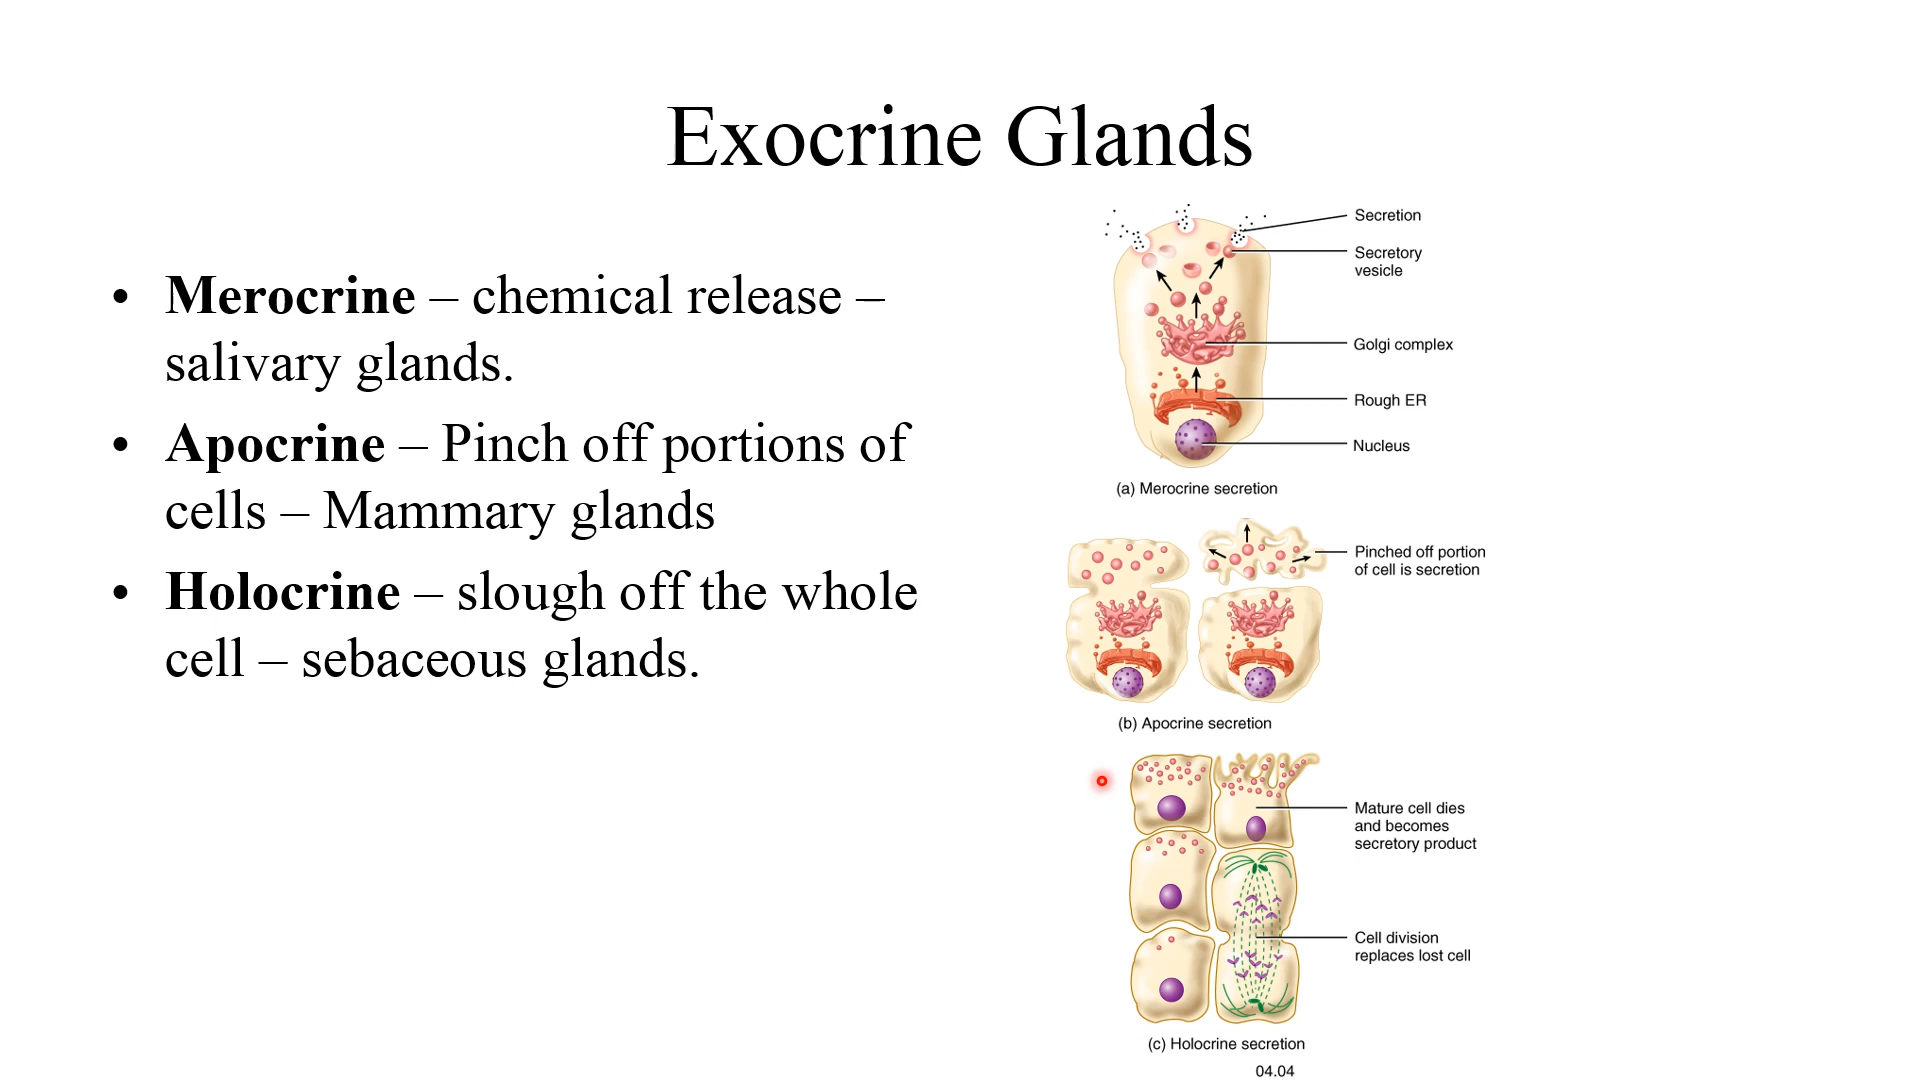 Exocrine Glands
• Merocrine – chemical release –
salivary glands.
• Apocrine – Pinch off portions of
cells – Mammary glands
• Holocrine – slough off the whole
cell – sebaceous glands.
Secretion
Secretory
vesicle
Golgi complex
Rough ER
Nucleus
(a) Merocrine secretion
Pinched off portion
of cell is secretion
(b) Apocrine secretion
Mature cell dies
and becomes
secretory product
Cell division
replaces lost cell
(c) Holocrine secretion
04.04